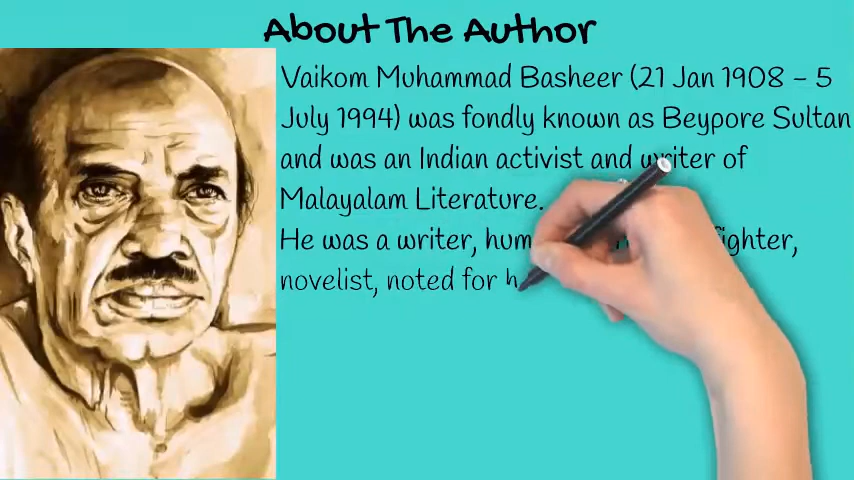 About The Author
Vaikom Muhammad Basheer (21 Jan 1908 - 5
July 1994) was fondly known as Beypore Sultan
and was an Indian activist and writer of
Malayalam Literature.
He was a writer, fighter,
novelist, noted for